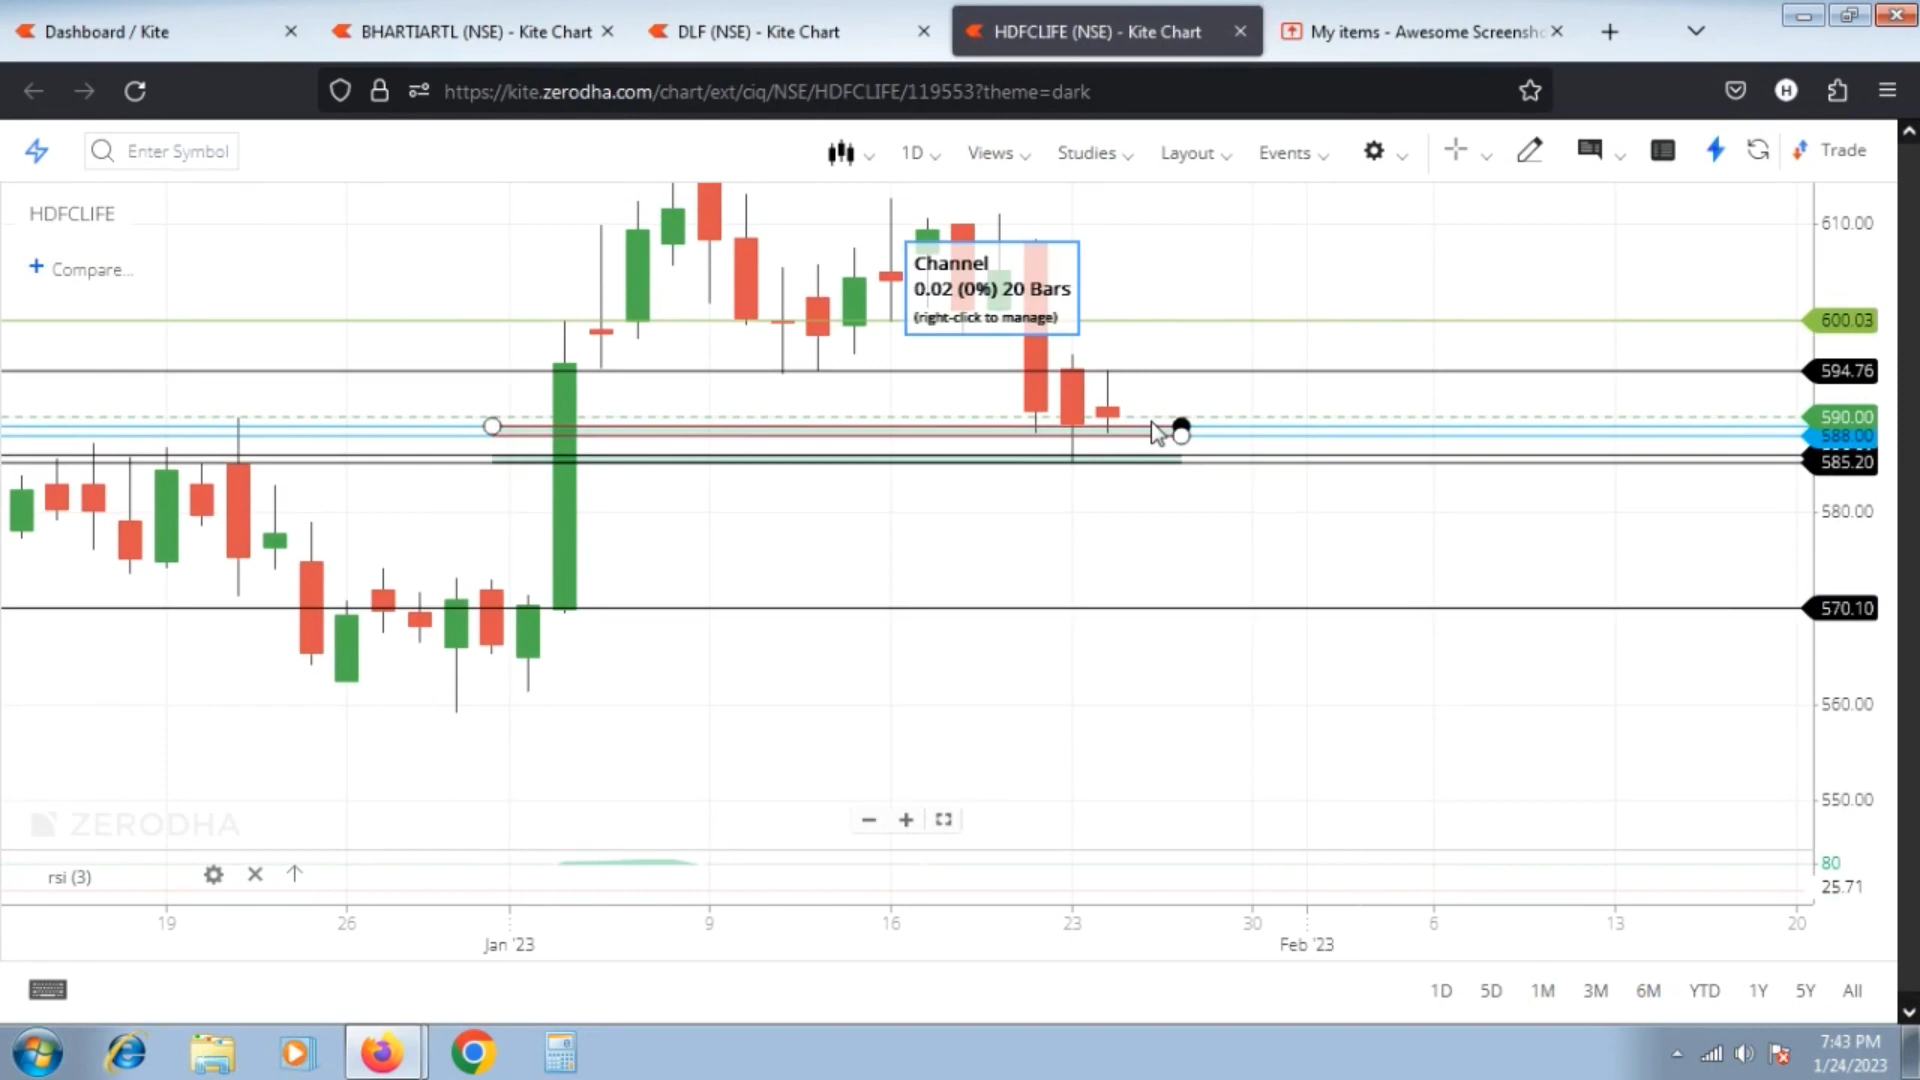 Dashboard / Kite
BHARTIARTL (NSE) - Kite Chart
DLF (NSE) - Kite Chart
HDFCLIFE (NSE) - Kite Chart
My items - Awesome Screensho
https://kite.zerodha.com/chart/ext/ciq/NSE/HDFCLIFE/119553?theme=dark
H
Enter Symbol
1D
Views
Studies
Layout
Events
Trade
HDFCLIFE
Compare...
Channel
0.02 (0%) 20 Bars
(right-click to manage)
610.00
600.03
594.76
590.00
588.00
585.20
580.00
570.10
560.00
550.00
ZERODHA
rsi (3)
80
25.71
19
26
9
16
23
30
6
13
20
Jan '23
Feb '23
1D
5D
1M
3M
6M
YTD
1Y
5Y
All
7:43 PM
1/24/2023